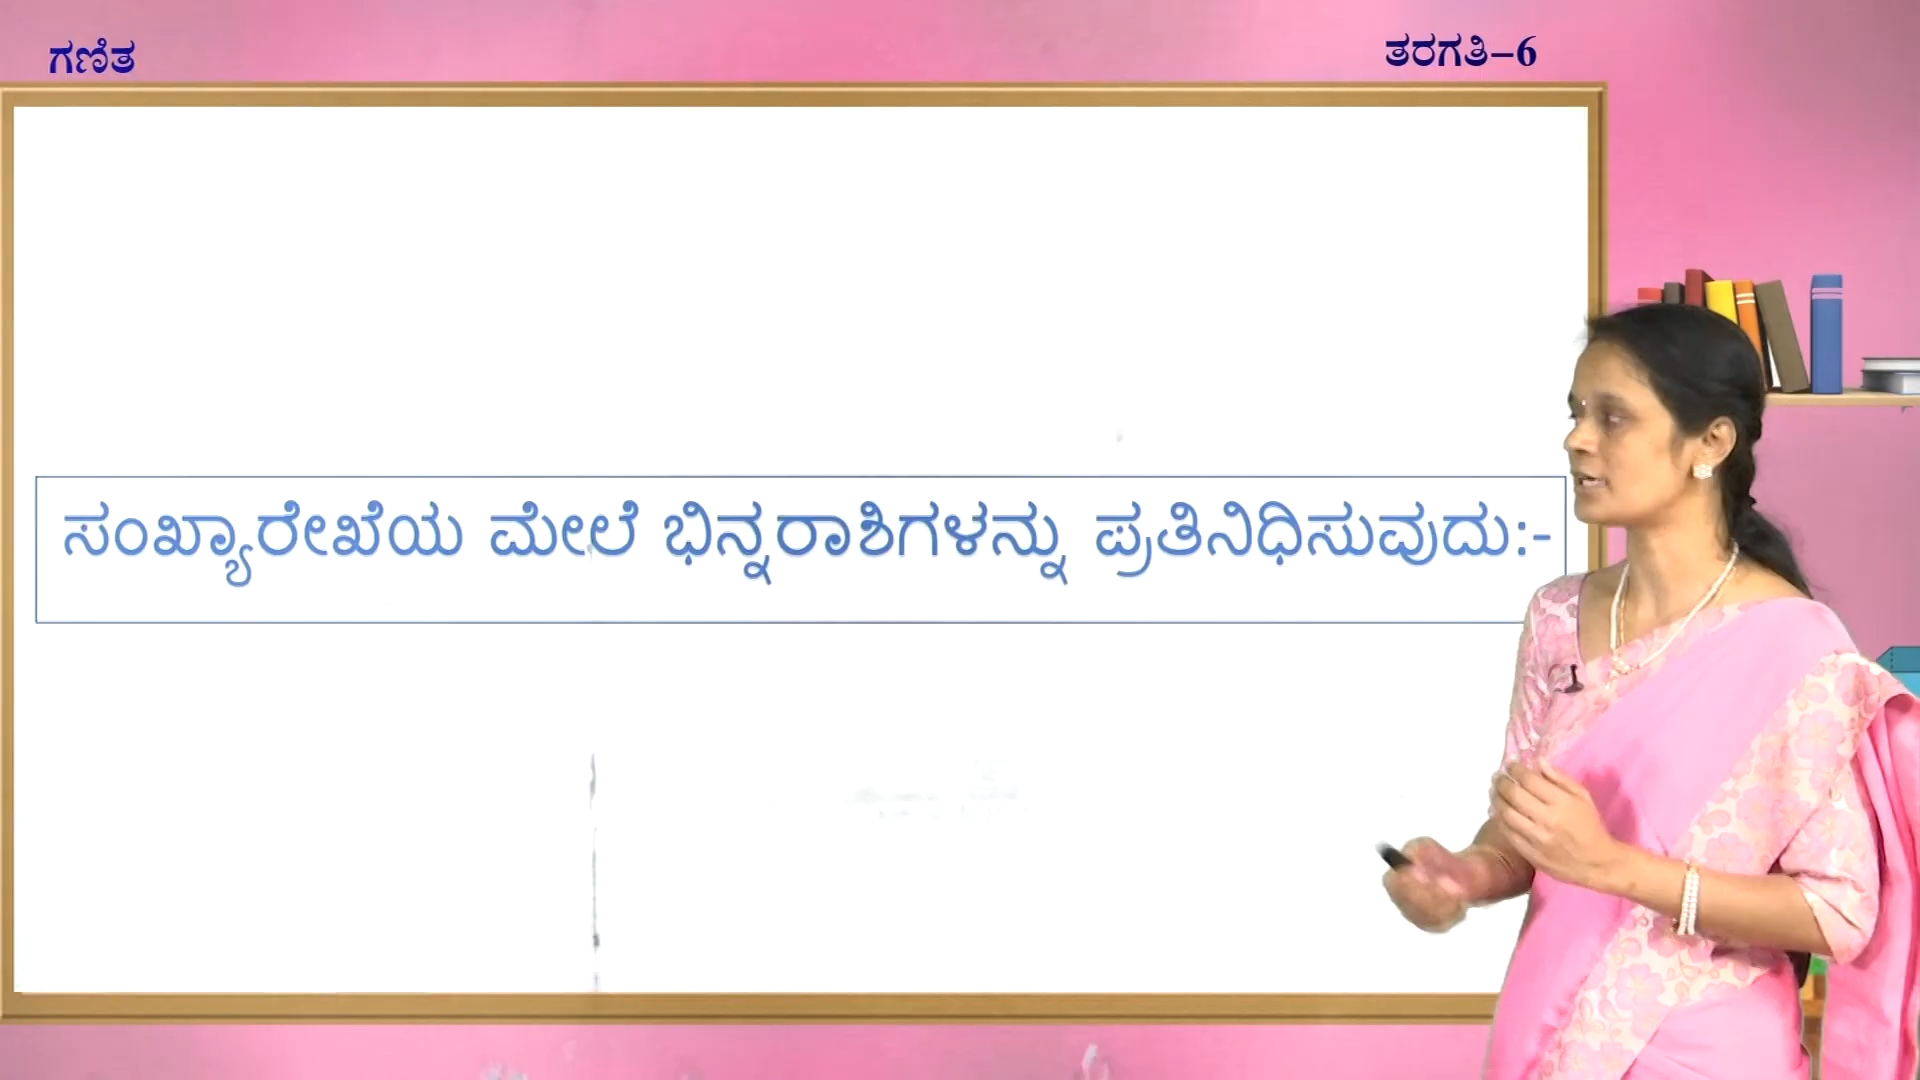 ಗಣಿತ
ತರಗತಿ-6
ಸಂಖ್ಯಾರೇಖೆಯ ಮೇಲೆ ಭಿನ್ನರಾಶಿಗಳನ್ನು ಪ್ರತಿನಿಧಿಸುವುದು:-